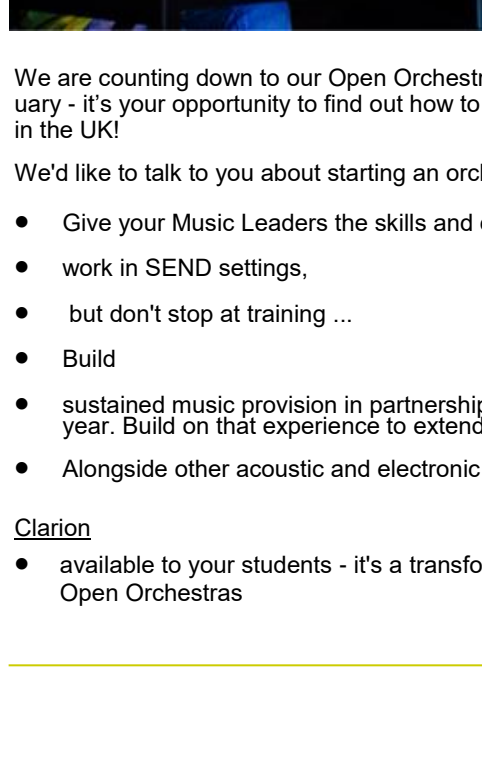 We are counting down to our Open Orchestr
uary - it's your opportunity to find out how to
in the UK!
We'd like to talk to you about starting an orc
● Give your Music Leaders the skills and
● work in SEND settings,
● but don't stop at training ...
● Build
● sustained music provision in partnership
year. Build on that experience to extend
● Alongside other acoustic and electronic
Clarion
● available to your students - it's a transfo
Open Orchestras